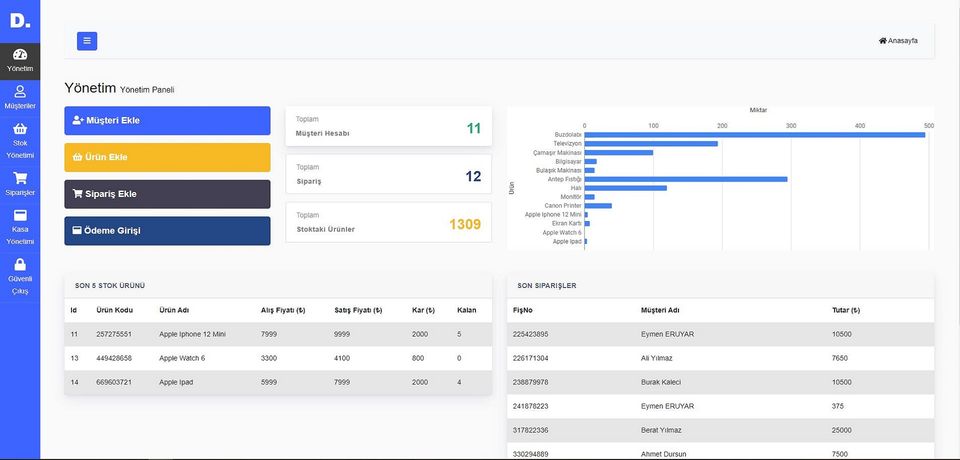 D.
Yönetim
Müşteriler
Stok
Yönetimi
Siparişler
Kasa
Yönetimi
Güvenli
Çıkış
Anasayfa
Yönetim Yönetim Paneli
Müşteri Ekle
Ürün Ekle
Sipariş Ekle
Ödeme Girişi
Toplam
Müşteri Hesabı 11
Toplam
Sipariş 12
Toplam
Stoktaki Ürünler 1309
Miktar
0 100 200 300 400 500
Ürün
Buzdolabı
Televizyon
Çamaşır Makinası
Bilgisayar
Bulaşık Makinası
Antep Fıstığı
Halı
Monitör
Canon Printer
Apple Iphone 12 Mini
Ekran Kartı
Apple Watch 6
Apple Ipad
SON 5 STOK ÜRÜNÜ
Id Ürün Kodu Ürün Adı Alış Fiyatı (₺) Satış Fiyatı (₺) Kar (₺) Kalan
11 257275551 Apple Iphone 12 Mini 7999 9999 2000 5
13 449428658 Apple Watch 6 3300 4100 800 0
14 669603721 Apple Ipad 5999 7999 2000 4
SON SIPARIŞLER
FişNo Müşteri Adı Tutar (₺)
225423895 Eymen ERUYAR 10500
226171304 Ali Yılmaz 7650
238879978 Burak Kaleci 10500
241878223 Eymen ERUYAR 375
317822336 Berat Yılmaz 25000
330294889 Ahmet Dursun 7500